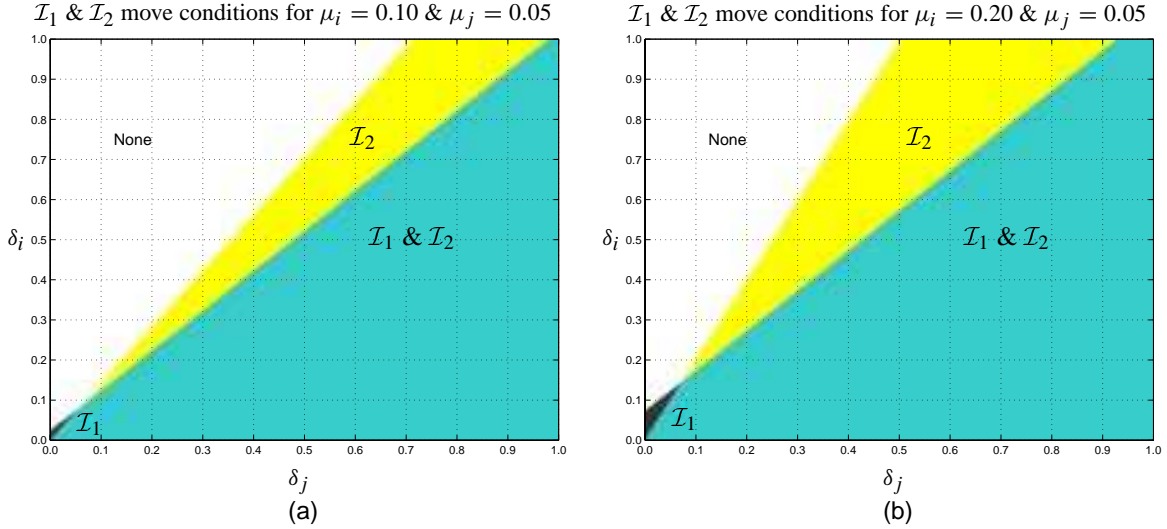 ℐ₁ & ℐ₂ move conditions for μᵢ = 0.10 & μⱼ = 0.05
1.0
0.9
0.8
0.7
0.6
0.5
0.4
0.3
0.2
0.1
0.0
δᵢ
None
ℐ₂
ℐ₁ & ℐ₂
ℐ₁
0.0 0.1 0.2 0.3 0.4 0.5 0.6 0.7 0.8 0.9 1.0
δⱼ
(a)
ℐ₁ & ℐ₂ move conditions for μᵢ = 0.20 & μⱼ = 0.05
1.0
0.9
0.8
0.7
0.6
0.5
0.4
0.3
0.2
0.1
0.0
δᵢ
None
ℐ₂
ℐ₁ & ℐ₂
ℐ₁
0.0 0.1 0.2 0.3 0.4 0.5 0.6 0.7 0.8 0.9 1.0
δⱼ
(b)